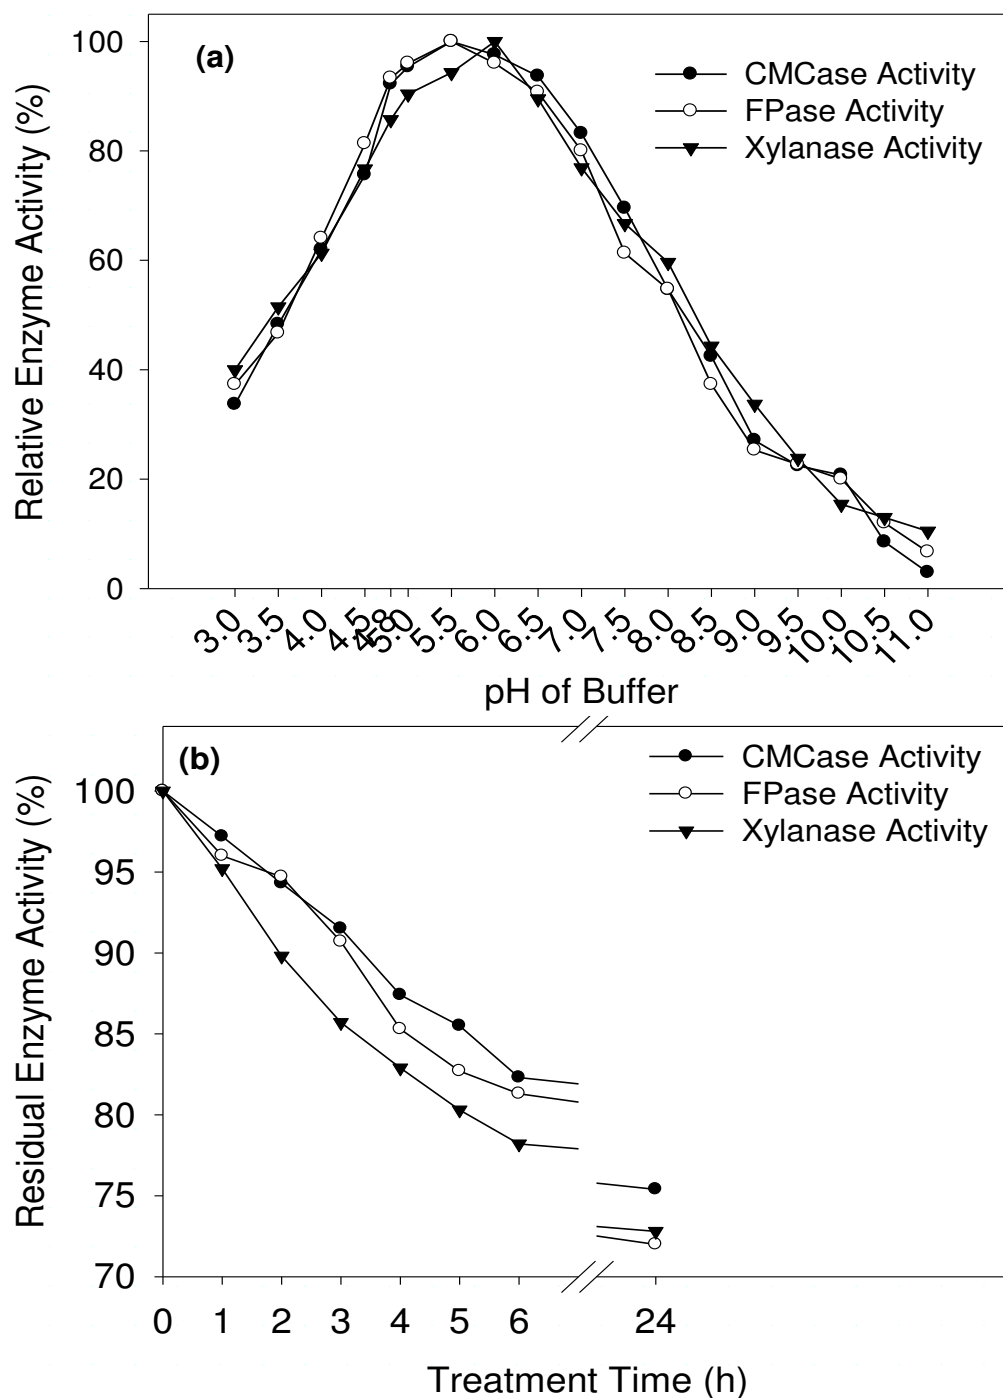 (a)
CMCase Activity
FPase Activity
Xylanase Activity
Relative Enzyme Activity (%)
100
80
60
40
20
0
3.0 3.5 4.0 4.5 4.8 5.0 5.5 6.0 6.5 7.0 7.5 8.0 8.5 9.0 9.5 10.0 10.5 11.0
pH of Buffer
(b)
CMCase Activity
FPase Activity
Xylanase Activity
Residual Enzyme Activity (%)
100
95
90
85
80
75
70
0 1 2 3 4 5 6 24
Treatment Time (h)